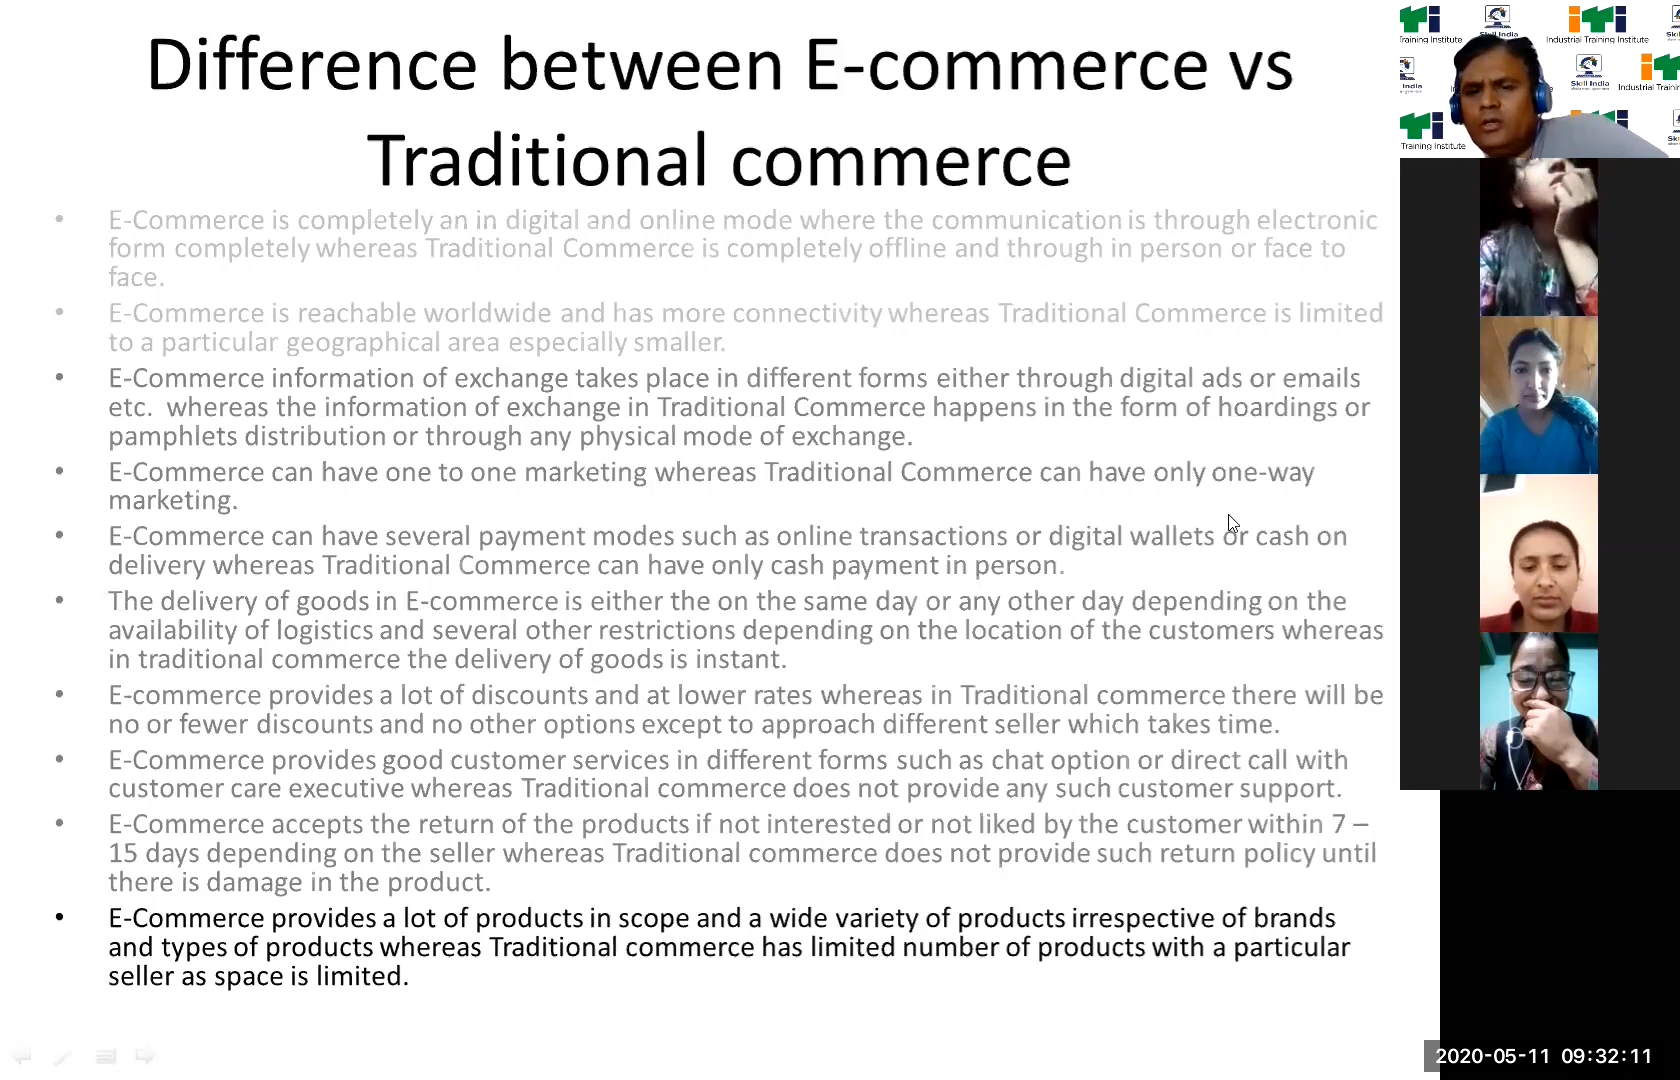 Difference between E-commerce vs
Traditional commerce
• E-Commerce is completely an in digital and online mode where the communication is through electronic
form completely whereas Traditional Commerce is completely offline and through in person or face to
face.
• E-Commerce is reachable worldwide and has more connectivity whereas Traditional Commerce is limited
to a particular geographical area especially smaller.
• E-Commerce information of exchange takes place in different forms either through digital ads or emails
etc.  whereas the information of exchange in Traditional Commerce happens in the form of hoardings or
pamphlets distribution or through any physical mode of exchange.
• E-Commerce can have one to one marketing whereas Traditional Commerce can have only one-way
marketing.
• E-Commerce can have several payment modes such as online transactions or digital wallets or cash on
delivery whereas Traditional Commerce can have only cash payment in person.
• The delivery of goods in E-commerce is either the on the same day or any other day depending on the
availability of logistics and several other restrictions depending on the location of the customers whereas
in traditional commerce the delivery of goods is instant.
• E-commerce provides a lot of discounts and at lower rates whereas in Traditional commerce there will be
no or fewer discounts and no other options except to approach different seller which takes time.
• E-Commerce provides good customer services in different forms such as chat option or direct call with
customer care executive whereas Traditional commerce does not provide any such customer support.
• E-Commerce accepts the return of the products if not interested or not liked by the customer within 7 –
15 days depending on the seller whereas Traditional commerce does not provide such return policy until
there is damage in the product.
• E-Commerce provides a lot of products in scope and a wide variety of products irrespective of brands
and types of products whereas Traditional commerce has limited number of products with a particular
seller as space is limited.
Training Institute
Skill India
Industrial Training Institute
Skill India
Industrial Train
Training Institute
2020-05-11 09:32:11